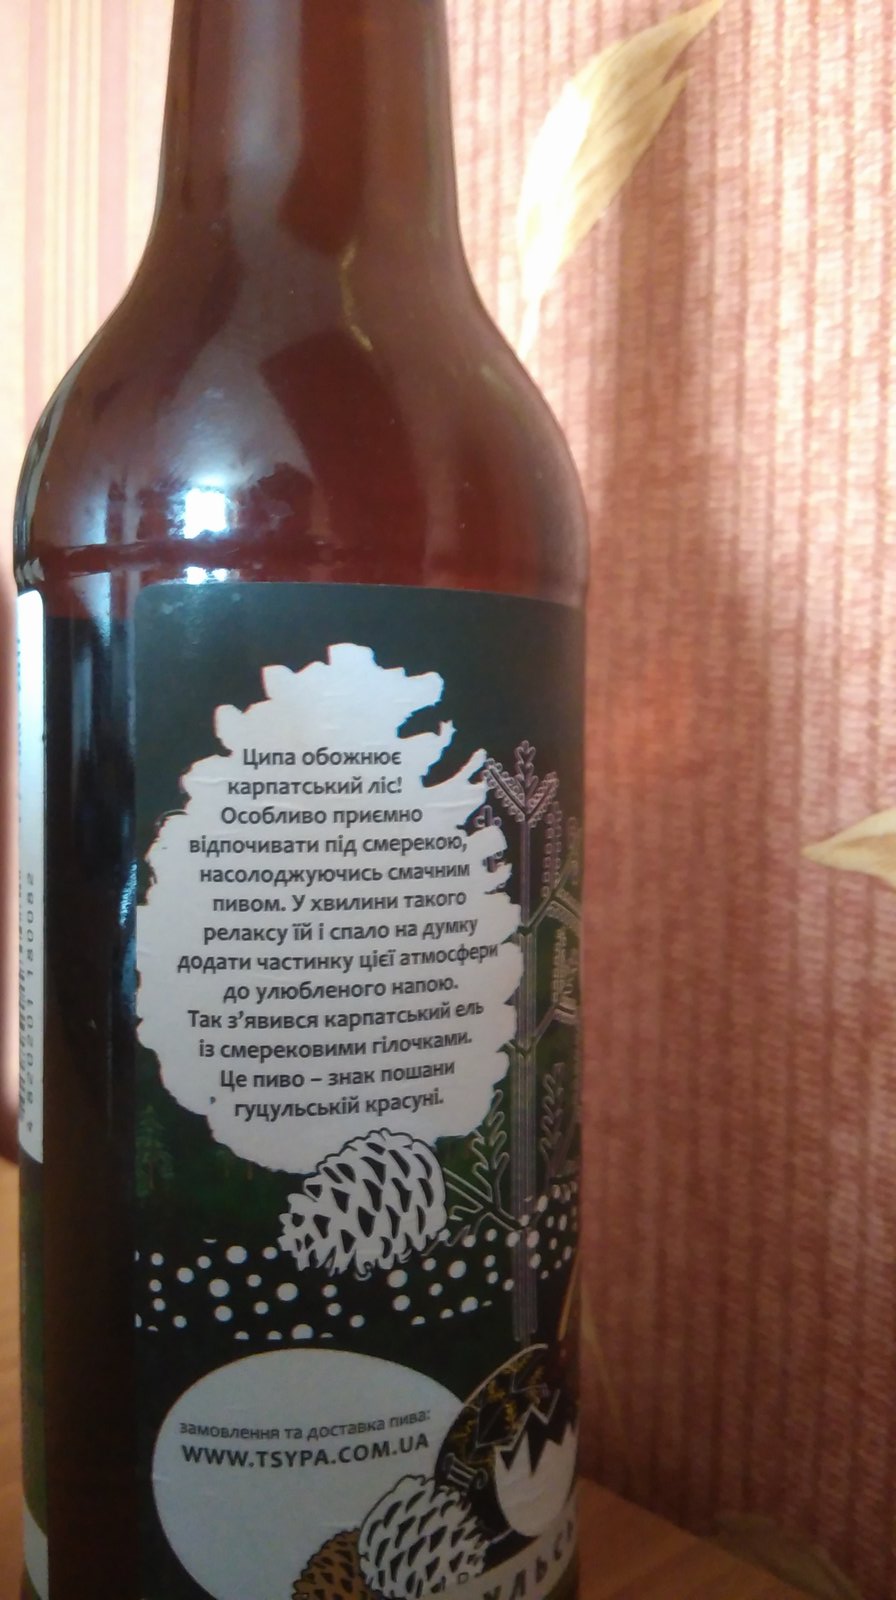 Ципа обожнює
карпатський ліс!
Особливо приємно
відпочивати під смерекою,
насолоджуючись смачним
пивом. У хвилини такого
релаксу їй і спало на думку
додати частинку цієї атмосфери
до улюбленого напою.
Так з’явився карпатський ель
із смерековими гілочками.
Це пиво – знак пошани
гуцульській красуні.
замовлення та доставка пива:
WWW.TSYPA.COM.UA